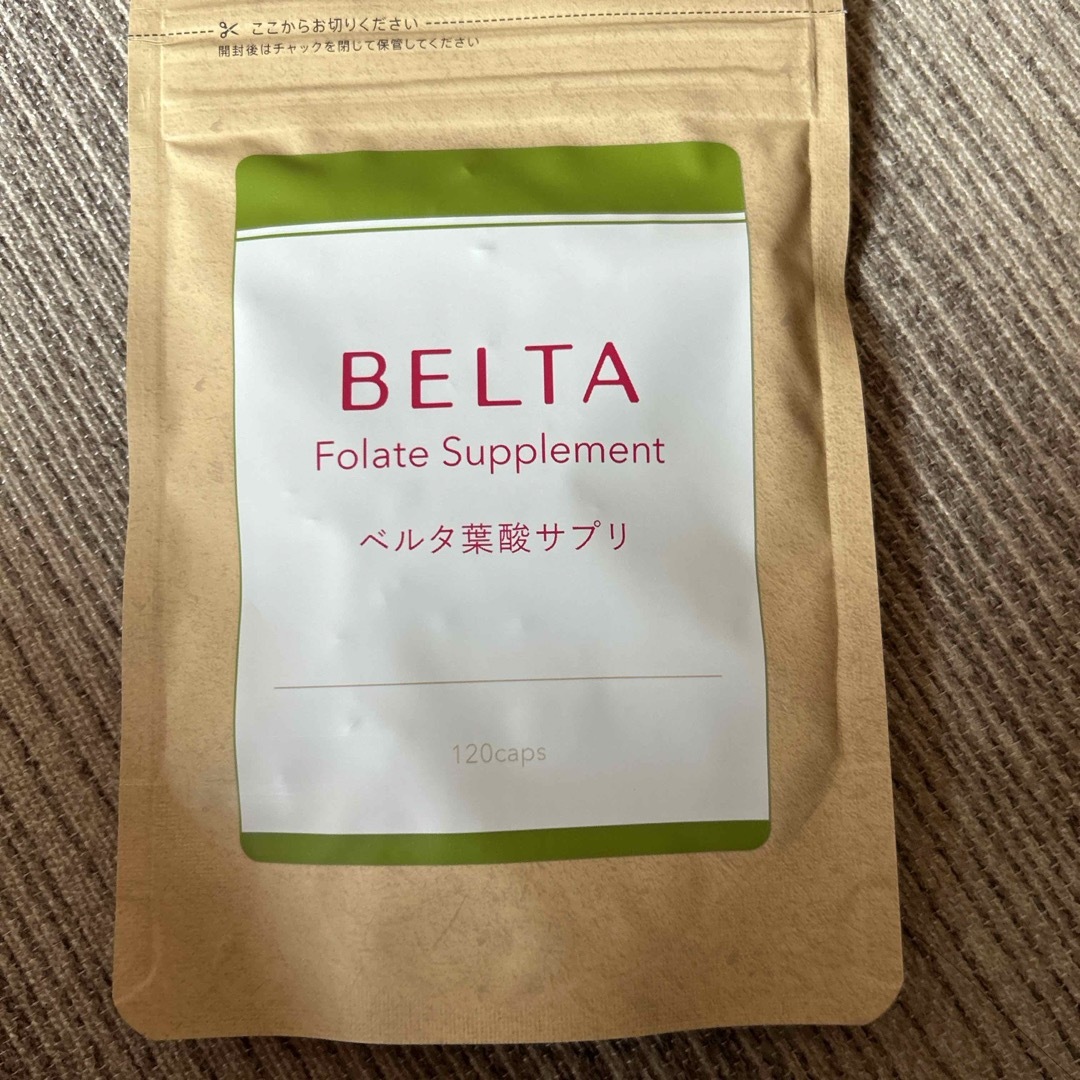 ここからお切りください
開封後はチャックを閉じて保管してください
BELTA
Folate Supplement
ベルタ葉酸サプリ
120caps